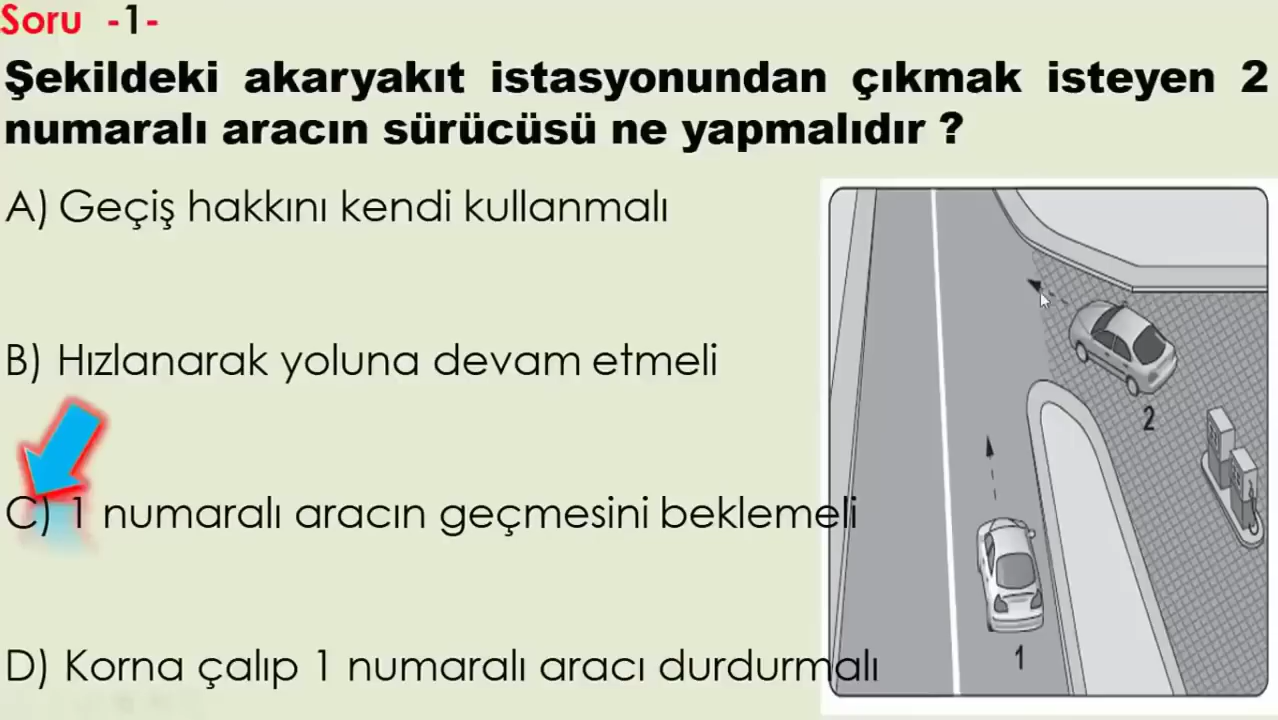 Soru -1-
Şekildeki akaryakıt istasyonundan çıkmak isteyen 2
numaralı aracın sürücüsü ne yapmalıdır ?
A) Geçiş hakkını kendi kullanmalı
B) Hızlanarak yoluna devam etmeli
C) 1 numaralı aracın geçmesini beklemeli
D) Korna çalıp 1 numaralı aracı durdurmalı
2
1